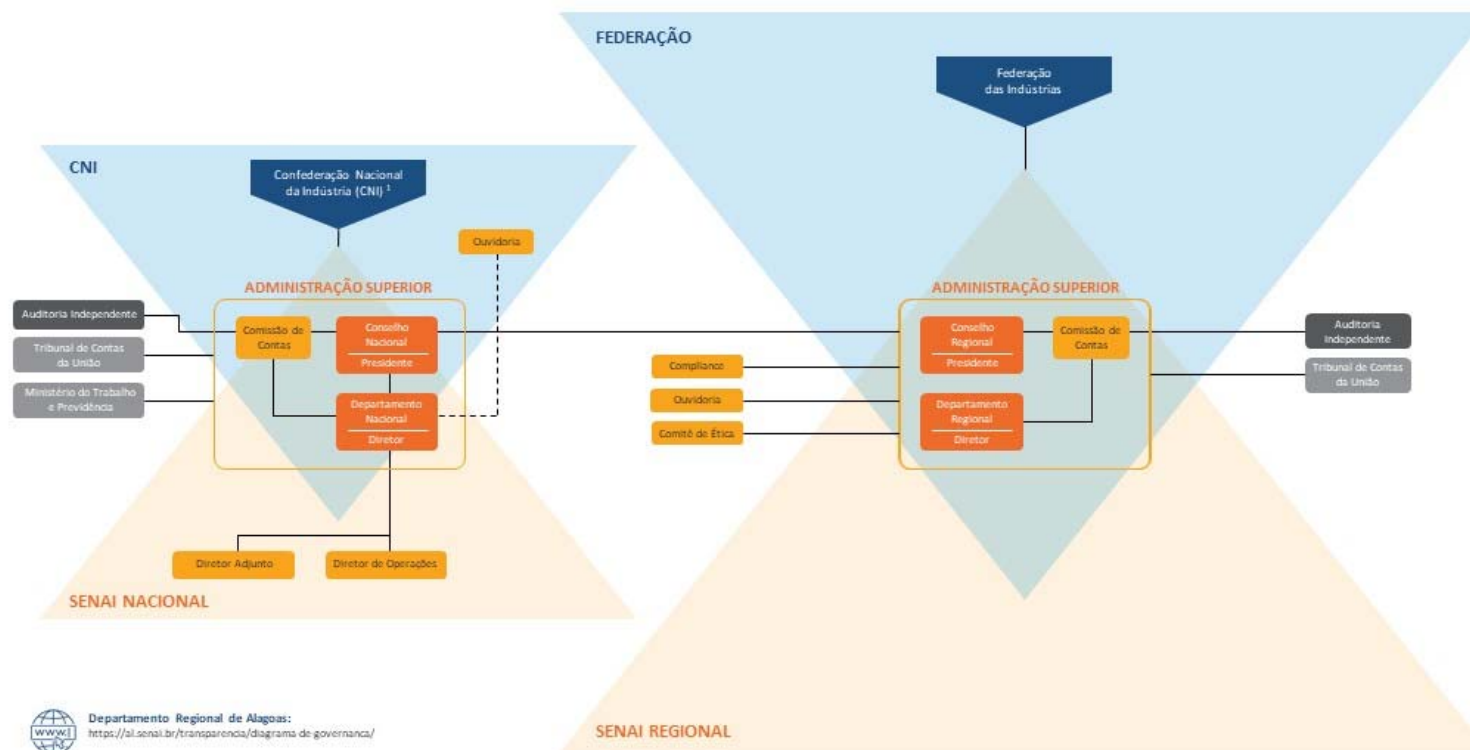 FEDERAÇÃO
Federação
das Indústrias
CNI
Confederação Nacional
da Indústria (CNI) ¹
Ouvidoria
ADMINISTRAÇÃO SUPERIOR
Auditoria Independente
Tribunal de Contas
da União
Ministério do Trabalho
e Previdência
Comissão de
Contas
Conselho
Nacional
Presidente
Departamento
Nacional
Diretor
Diretor Adjunto
Diretor de Operações
SENAI NACIONAL
ADMINISTRAÇÃO SUPERIOR
Compliance
Ouvidoria
Comitê de Ética
Conselho
Regional
Presidente
Comissão de
Contas
Departamento
Regional
Diretor
Auditoria
Independente
Tribunal de Contas
da União
SENAI REGIONAL
www.
Departamento Regional de Alagoas:
https://al.senai.br/transparencia/diagrama-de-governanca/